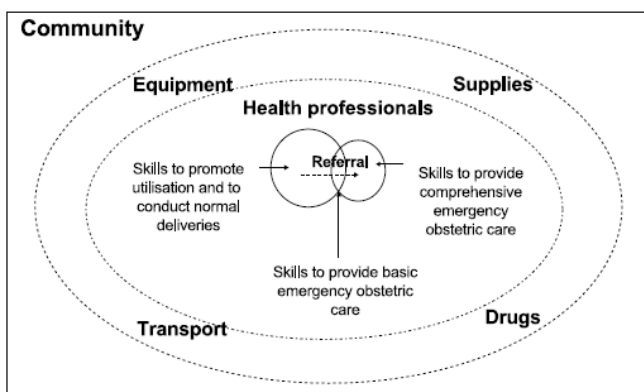 Community
Equipment
Supplies
Health professionals
Referral
Skills to promote
utilisation and to
conduct normal
deliveries
Skills to provide
comprehensive
emergency
obstetric care
Skills to provide basic
emergency obstetric
care
Transport
Drugs